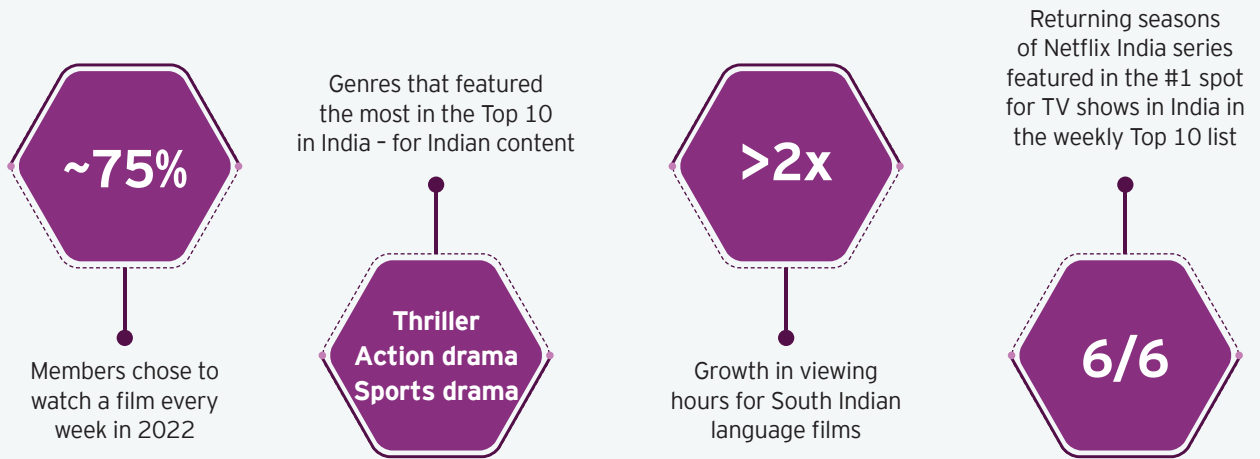 ~75%
Members chose to
watch a film every
week in 2022
Genres that featured
the most in the Top 10
in India – for Indian content
Thriller
Action drama
Sports drama
>2x
Growth in viewing
hours for South Indian
language films
Returning seasons
of Netflix India series
featured in the #1 spot
for TV shows in India in
the weekly Top 10 list
6/6